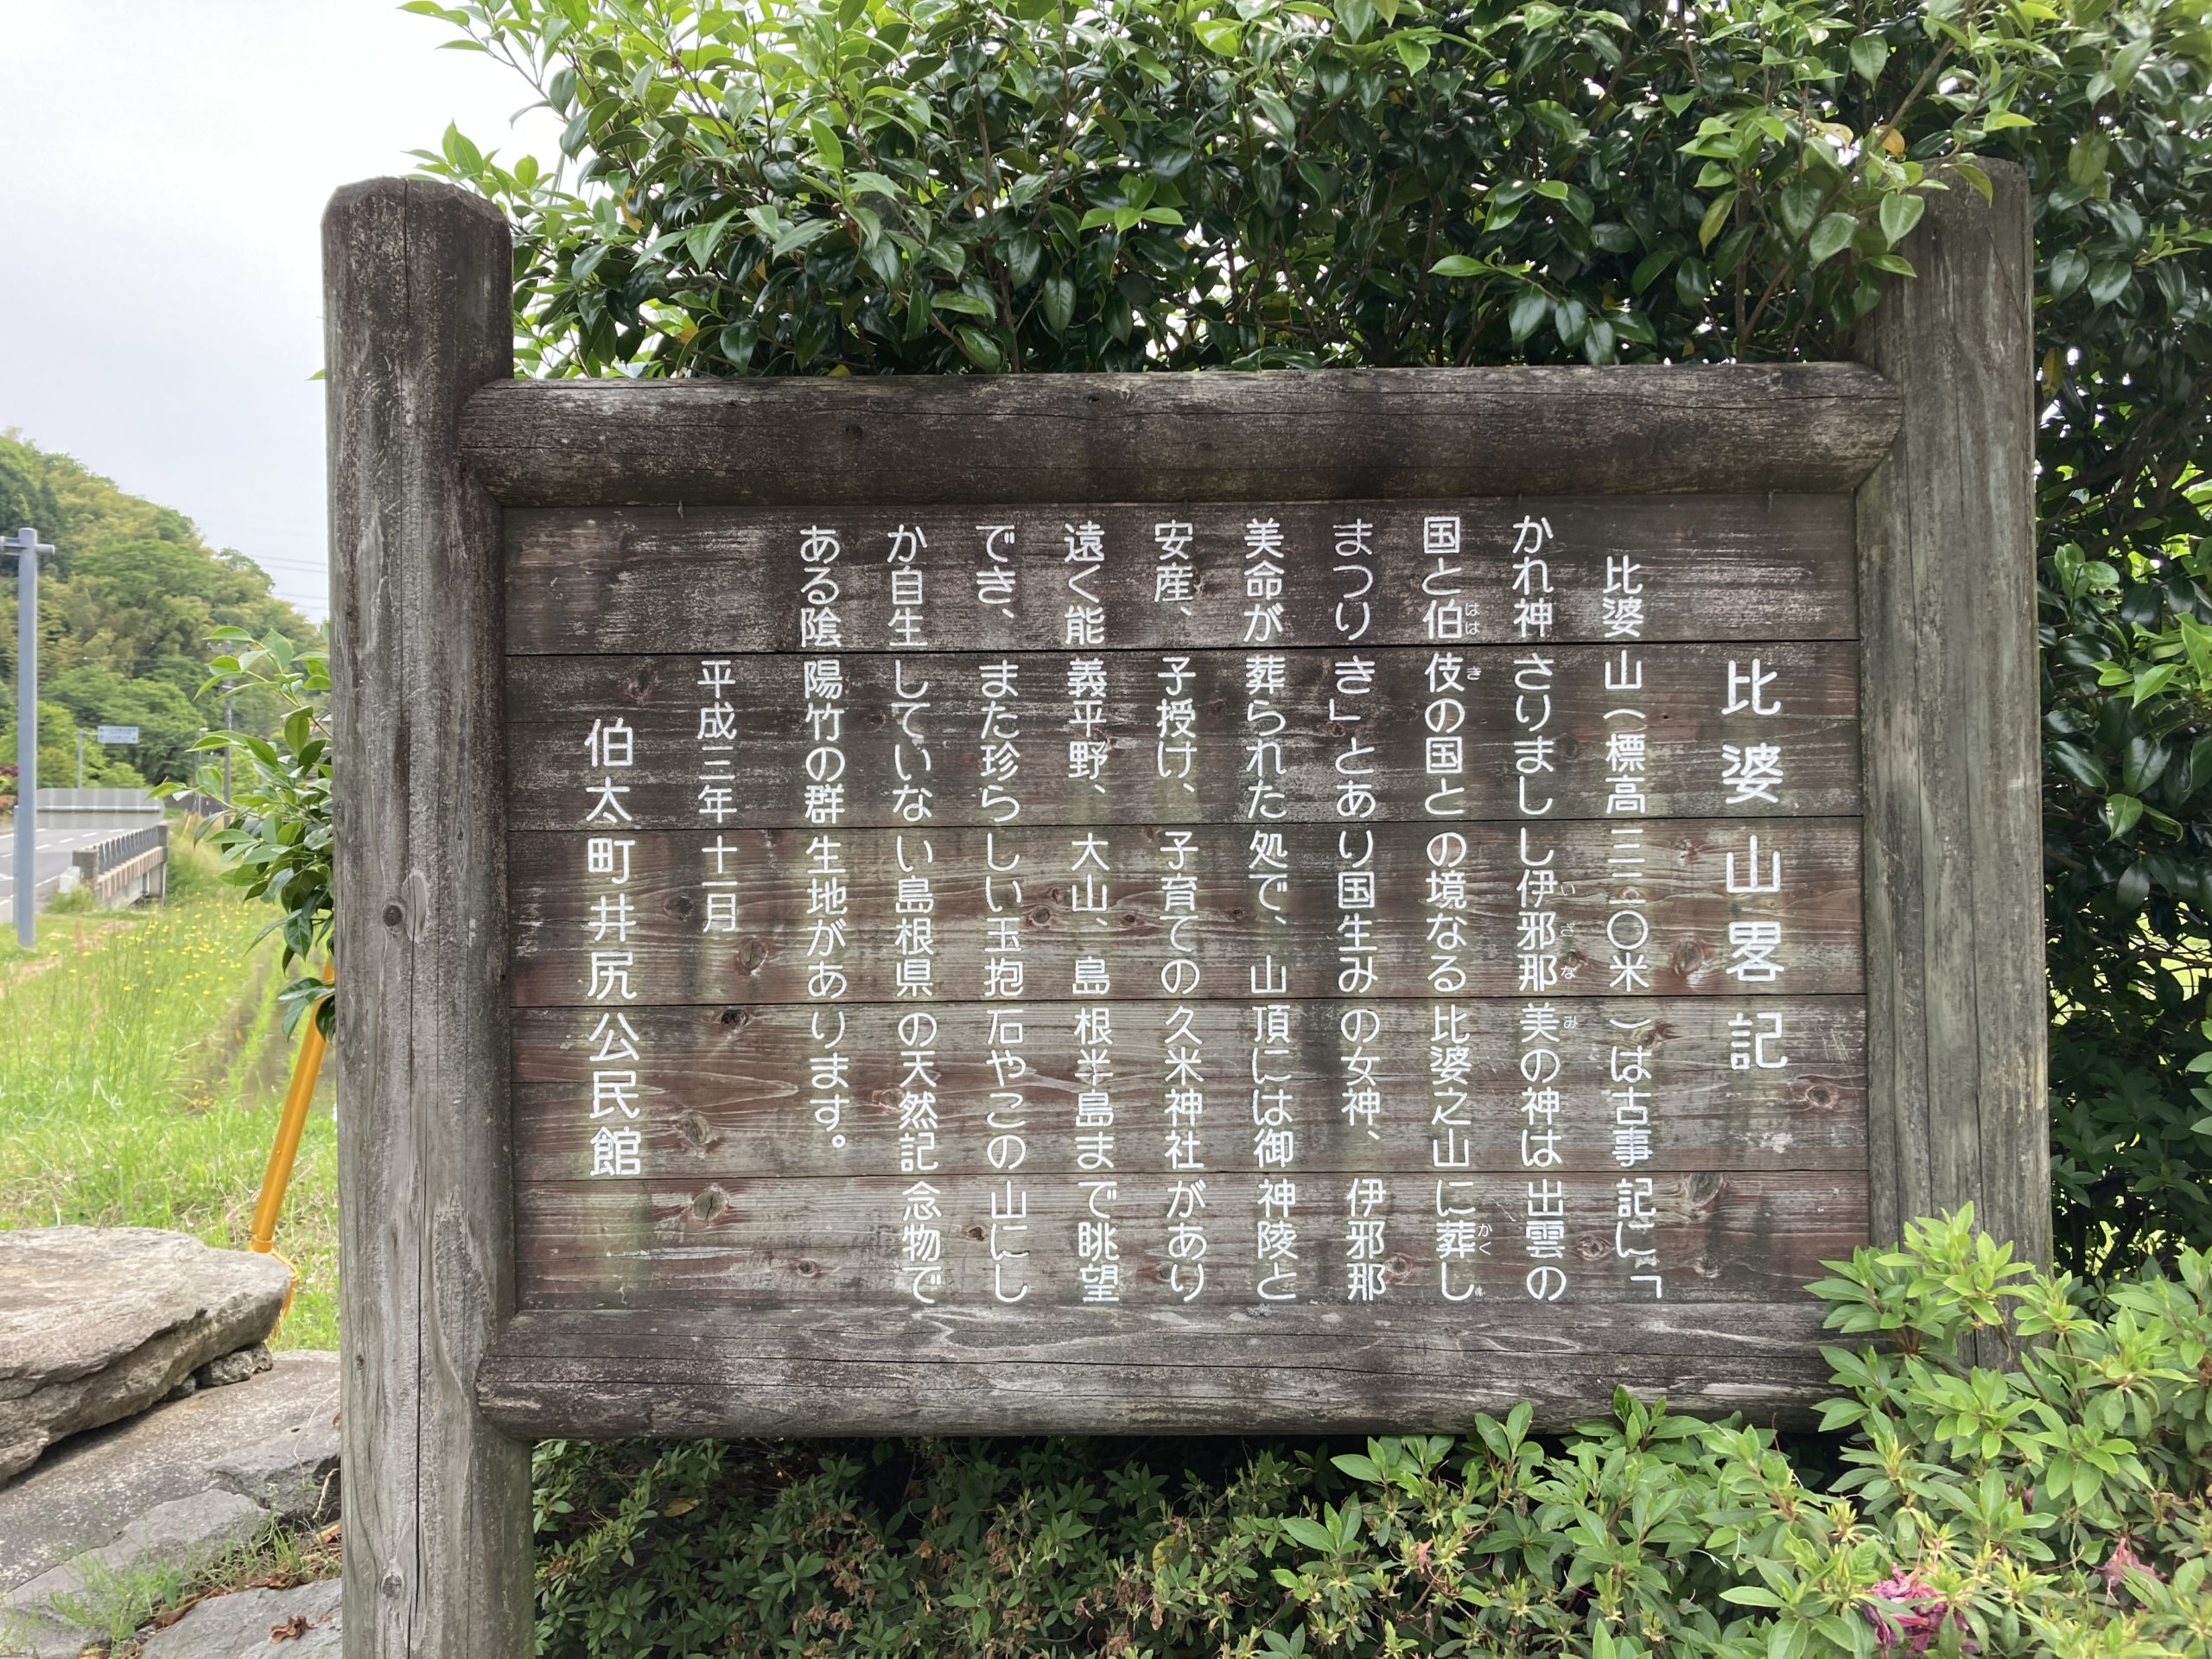 比婆山畧記
比婆山(標高三三〇米)は古事記に「
かれ神さりましし伊邪那美の神は出雲の
国と伯伎の国との境なる比婆之山に葬し
まつりき」とあり国生みの女神、伊邪那
美命が葬られた処で、山頂には御神陵と
安産、子授け、子育ての久米神社があり
遠く能義平野、大山、島根半島まで眺望
でき、また珍らしい玉抱石やこの山にし
か自生していない島根県の天然記念物で
ある陰陽竹の群生地があります。
平成三年十一月
伯太町井尻公民館